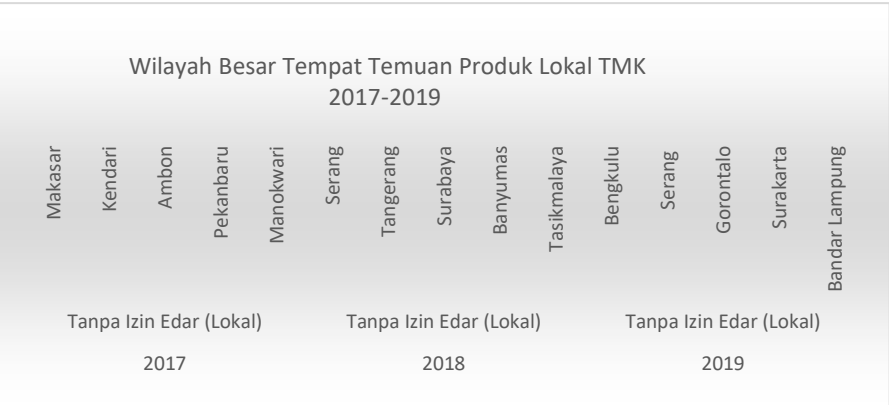 Wilayah Besar Tempat Temuan Produk Lokal TMK
2017-2019
Makasar
Kendari
Ambon
Pekanbaru
Manokwari
Serang
Tangerang
Surabaya
Banyumas
Tasikmalaya
Bengkulu
Serang
Gorontalo
Surakarta
Bandar Lampung
Tanpa Izin Edar (Lokal)
Tanpa Izin Edar (Lokal)
Tanpa Izin Edar (Lokal)
2017
2018
2019